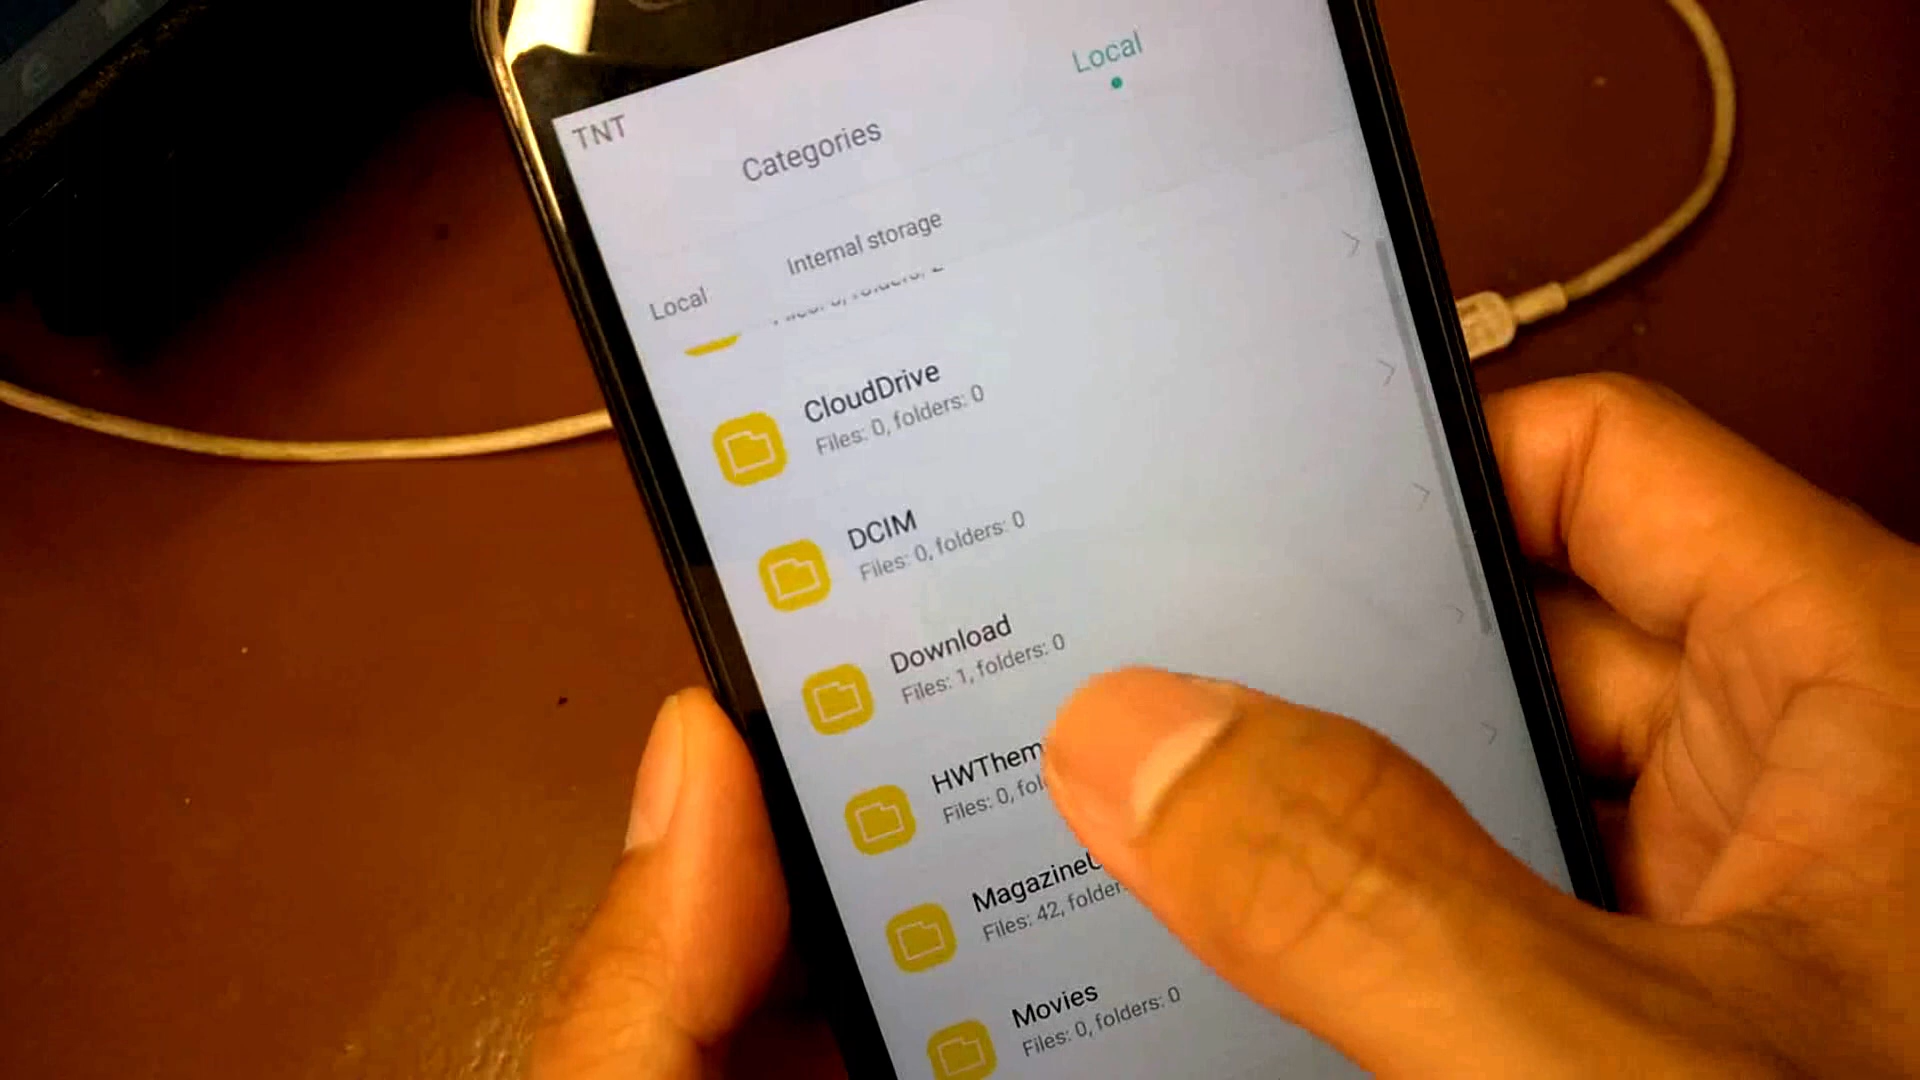 TNT
Categories
Local
Local
Internal storage
CloudDrive
Files: 0, folders: 0
DCIM
Files: 0, folders: 0
Download
Files: 1, folders: 0
HWThem
Files: 0, fol
MagazineU
Files: 42, folder
Movies
Files: 0, folders: 0